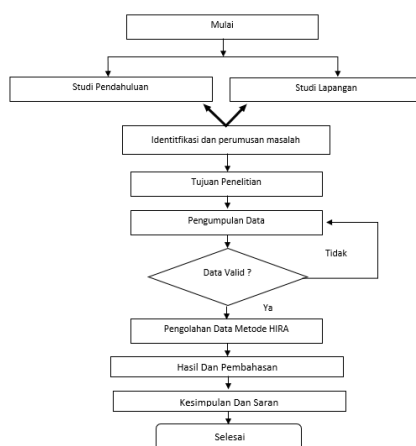 Mulai
Studi Pendahuluan
Studi Lapangan
Identitfikasi dan perumusan masalah
Tujuan Penelitian
Pengumpulan Data
Tidak
Data Valid ?
Ya
Pengolahan Data Metode HIRA
Hasil Dan Pembahasan
Kesimpulan Dan Saran
Selesai